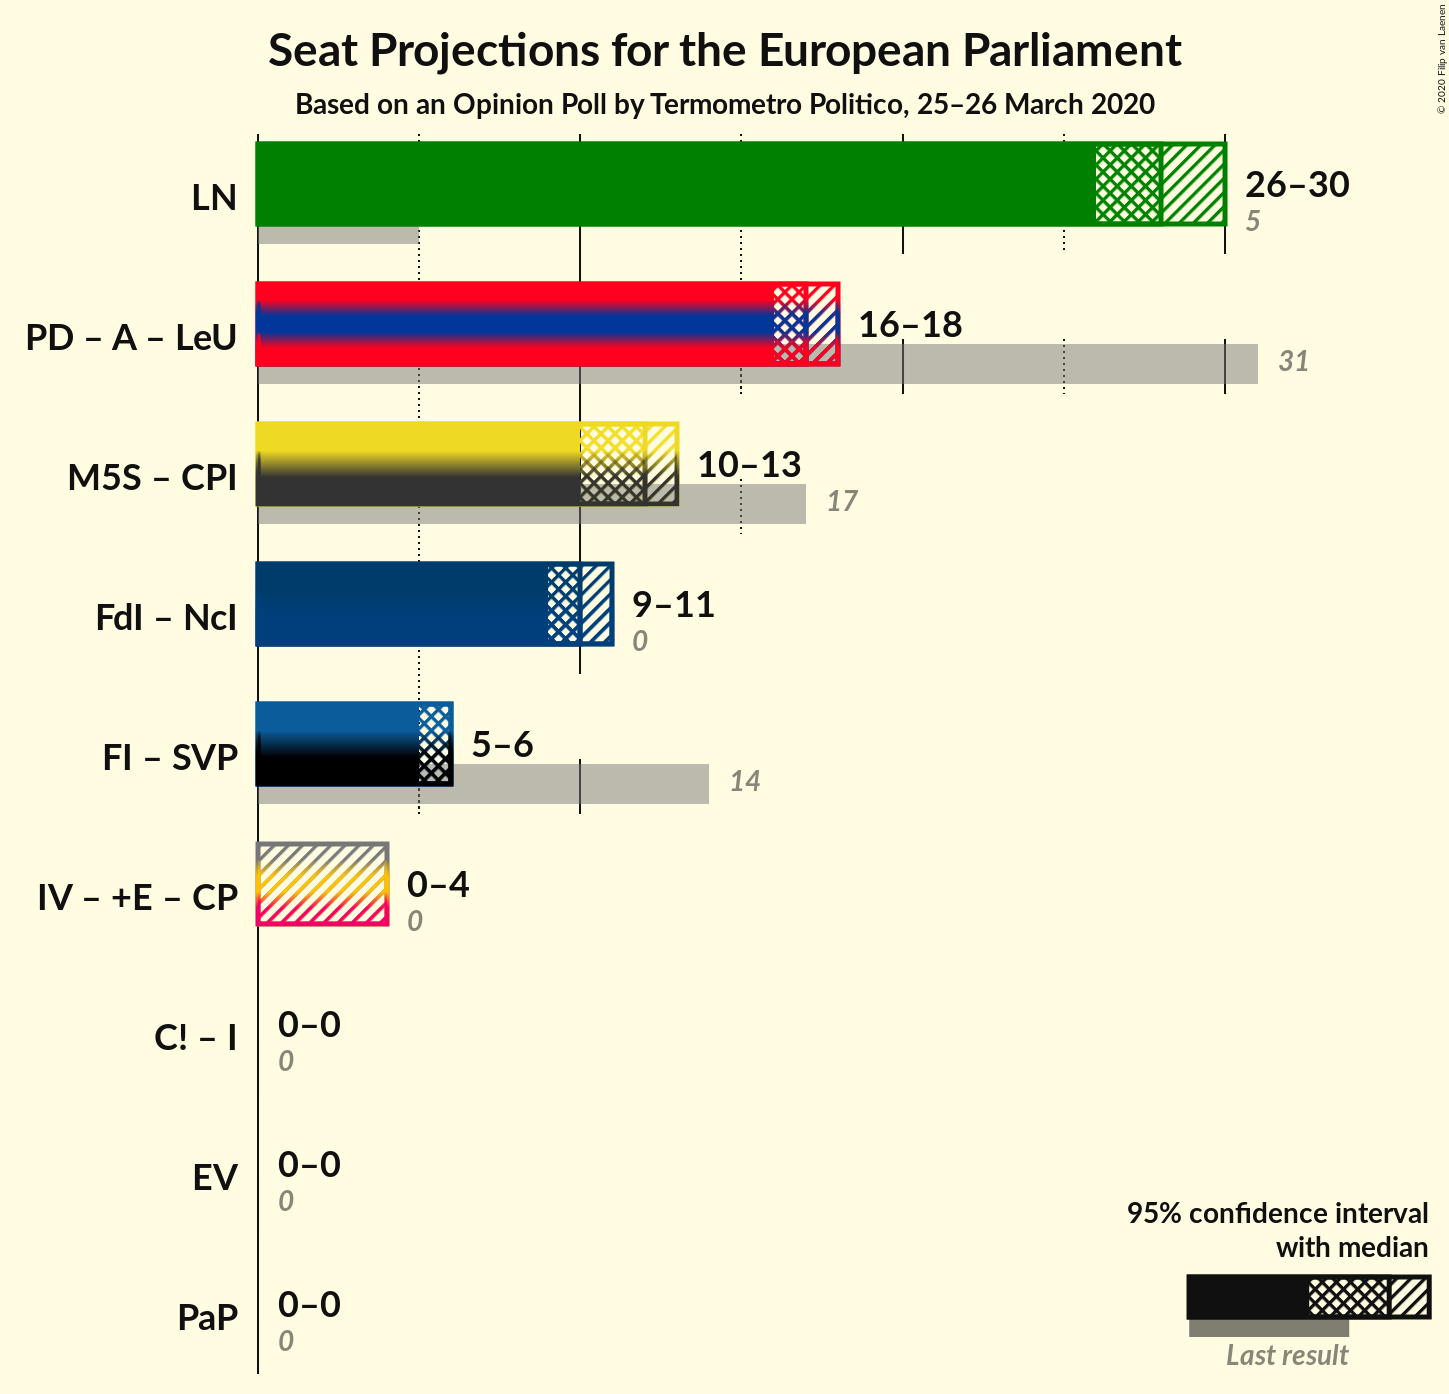 Seat Projections for the European Parliament
Based on an Opinion Poll by Termometro Politico, 25–26 March 2020
© 2020 Filip van Laenen
LN
26–30
5
PD – A – LeU
16–18
31
M5S – CPI
10–13
17
FdI – NcI
9–11
0
FI – SVP
5–6
14
IV – +E – CP
0–4
0
C! – I
0–0
0
EV
0–0
0
PaP
0–0
0
95% confidence interval
with median
Last result